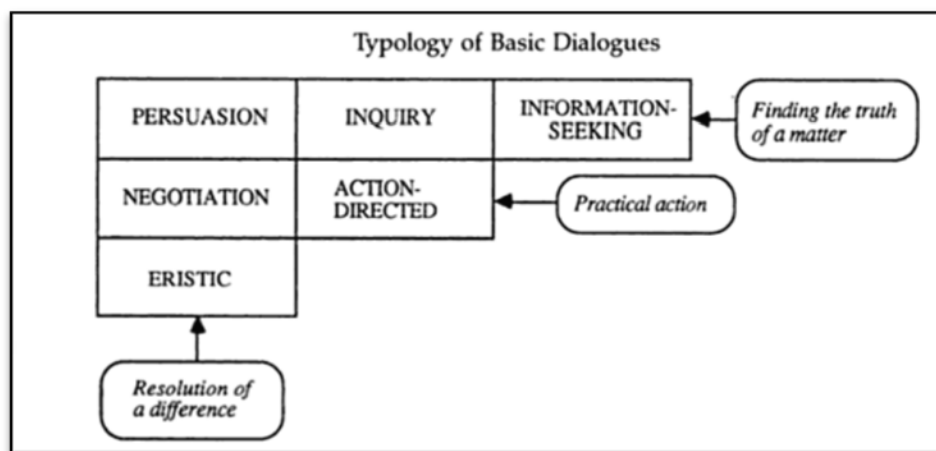 Typology of Basic Dialogues
PERSUASION
INQUIRY
INFORMATION-
SEEKING
Finding the truth
of a matter
NEGOTIATION
ACTION-
DIRECTED
Practical action
ERISTIC
Resolution of
a difference